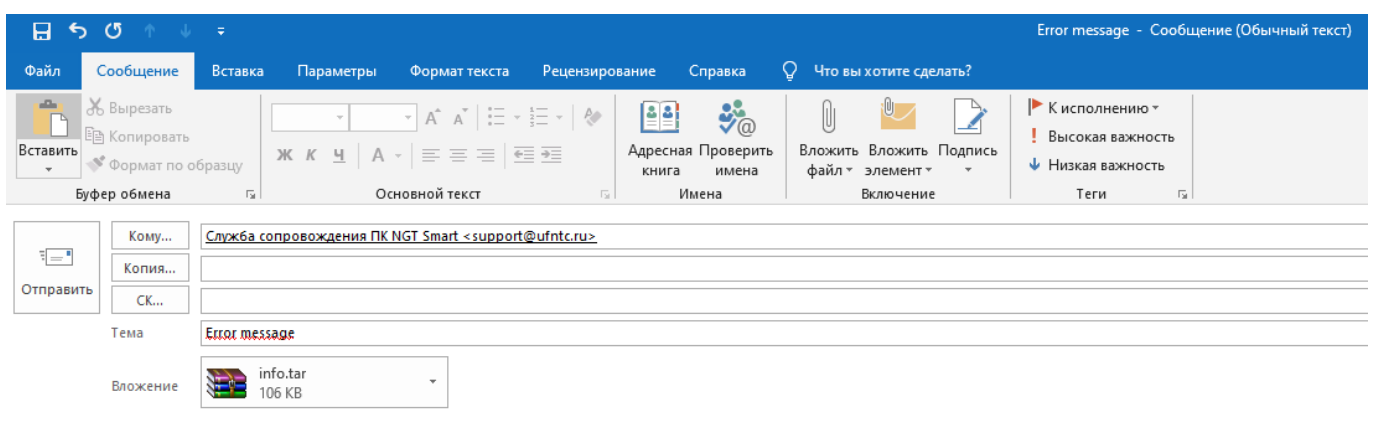 Error message - Сообщение (Обычный текст)
Файл Сообщение Вставка Параметры Формат текста Рецензирование Справка Что вы хотите сделать?
Вставить
Вырезать
Копировать
Формат по образцу
Буфер обмена
Ж К Ч А
Основной текст
Адресная книга
Проверить имена
Имена
Вложить файл
Вложить элемент
Подпись
Включение
К исполнению
Высокая важность
Низкая важность
Теги
Отправить
Кому... Служба сопровождения ПК NGT Smart <support@ufntc.ru>
Копия...
СК...
Тема Error message
Вложение info.tar
106 KB